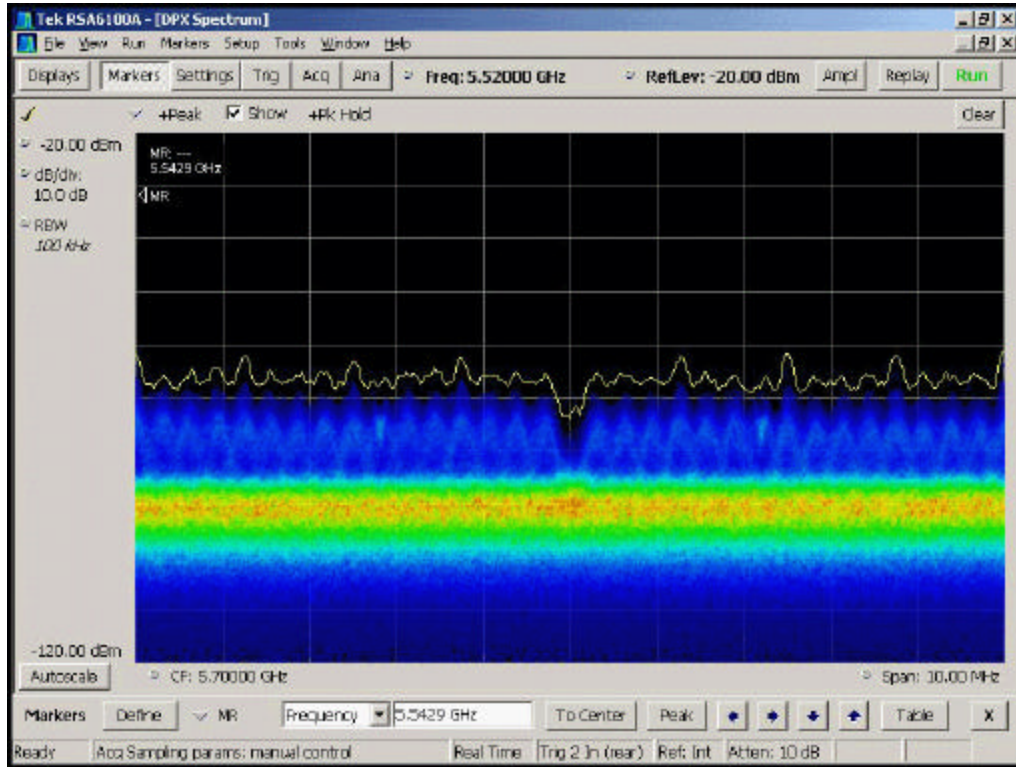 Tek RSA6100A - [DPX Spectrum]
File View Run Markers Setup Tools Window Help
Displays Markers Settings Trig Acq Ana Freq: 5.52000 GHz RefLev: -20.00 dBm Ampl Replay Run
+Peak Show +Pk Hold Clear
-20.00 dBm
dB/div:
10.0 dB
RBW
100 kHz
MR: ---
5.5429 GHz
MR
-120.00 dBm
Autoscale CF: 5.70000 GHz Span: 10.00 MHz
Markers Define MR Frequency 5.5429 GHz To Center Peak Table X
Ready Acq Sampling params: manual control Real Time Trig 2 In (rear) Ref: Int Atten: 10 dB